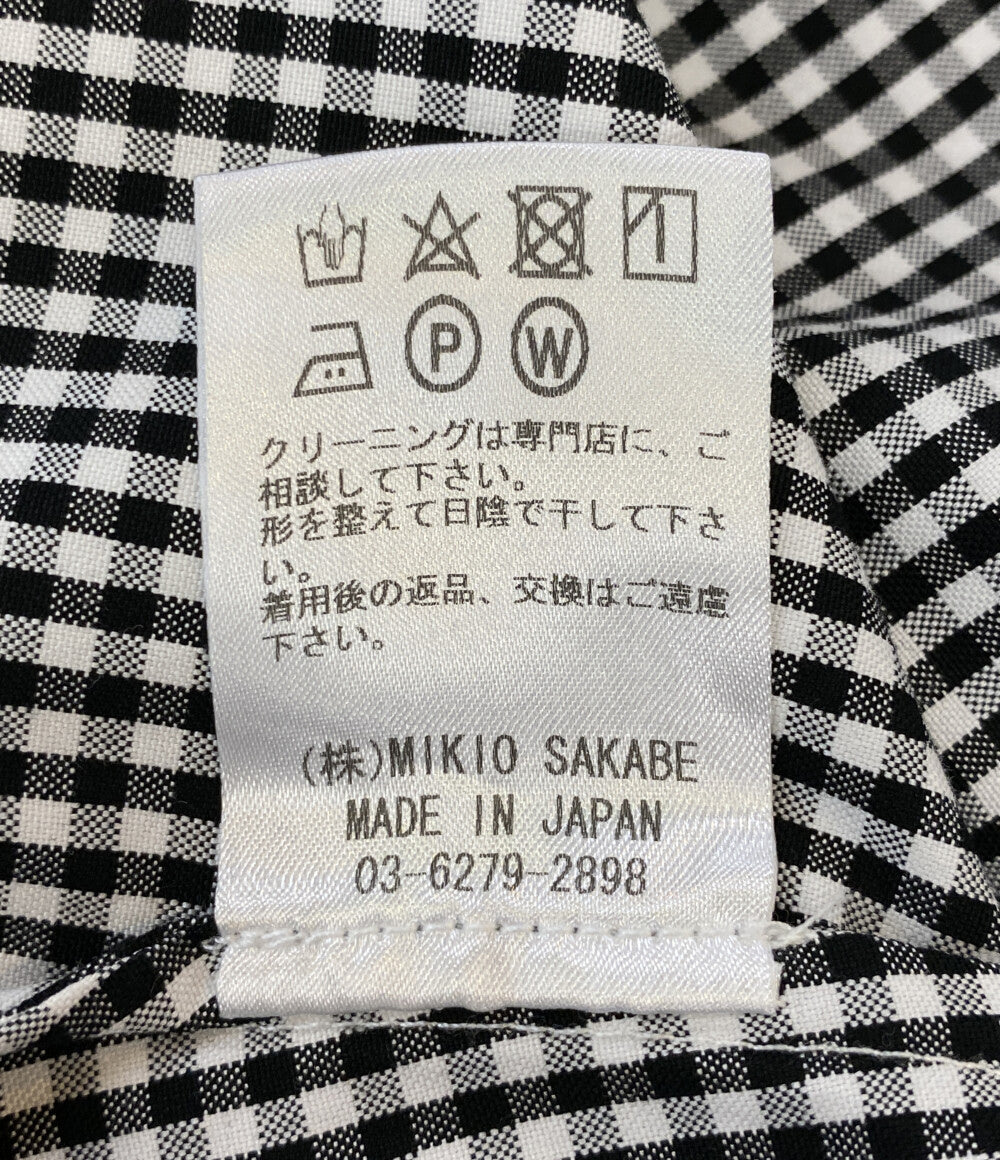 P W
クリーニングは専門店に、ご
相談して下さい。
形を整えて日陰で干して下さ
い。
着用後の返品、交換はご遠慮
下さい。
(株)MIKIO SAKABE
MADE IN JAPAN
03-6279-2898